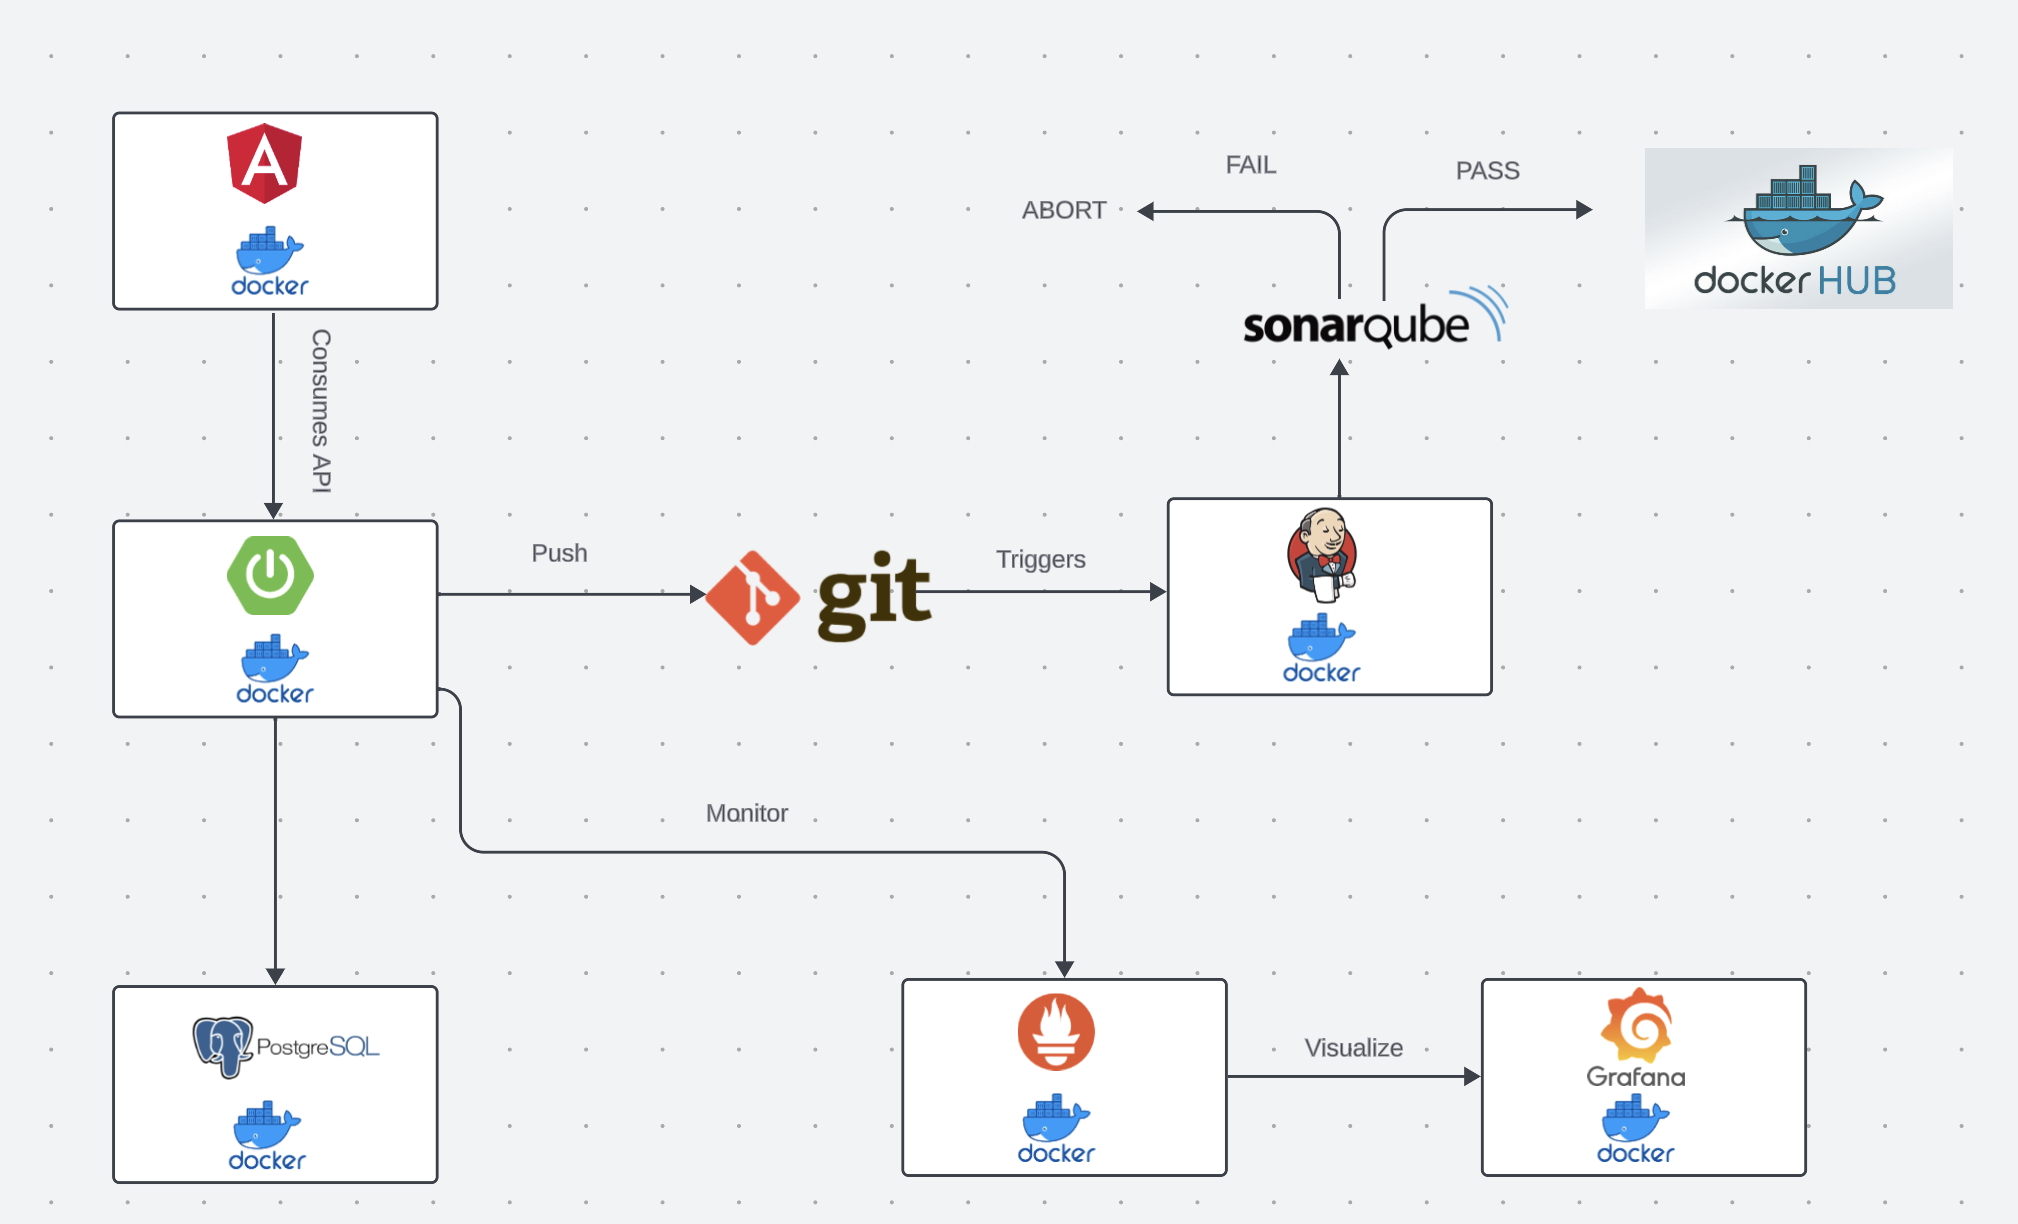 A
docker
Consumes API
docker
Push
git
Triggers
docker
sonarqube
FAIL
ABORT
PASS
docker HUB
PostgreSQL
docker
Monitor
docker
Visualize
Grafana
docker